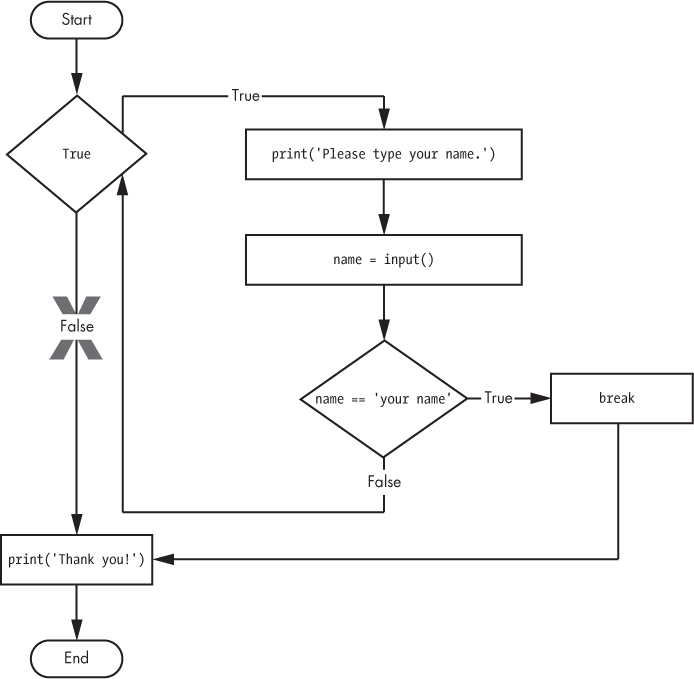 Start
True
True
print('Please type your name.')
name = input()
False
name == 'your name'
True
break
False
print('Thank you!')
End